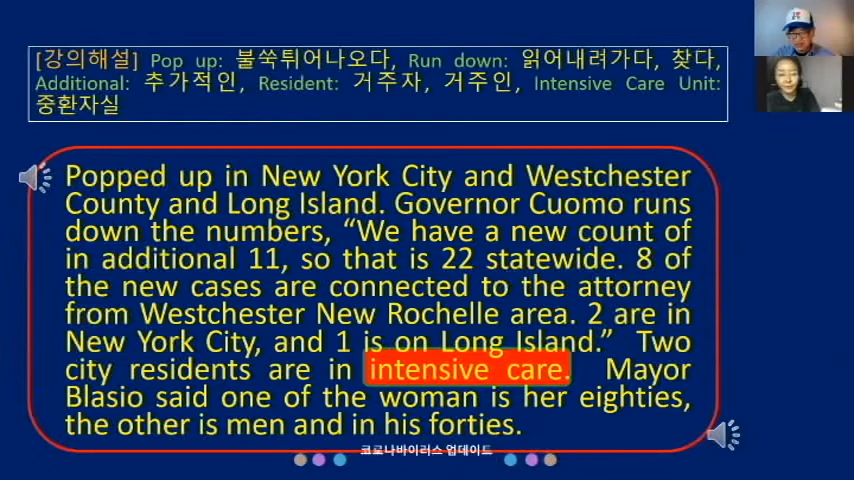 [강의해설] Pop up: 불쑥튀어나오다, Run down: 읽어내려가다, 찾다,
Additional: 추가적인, Resident: 거주자, 거주인, Intensive Care Unit:
중환자실
Popped up in New York City and Westchester
County and Long Island. Governor Cuomo runs
down the numbers, “We have a new count of
in additional 11, so that is 22 statewide. 8 of
the new cases are connected to the attorney
from Westchester New Rochelle area. 2 are in
New York City, and 1 is on Long Island.” Two
city residents are in intensive care. Mayor
Blasio said one of the woman is her eighties,
the other is men and in his forties.
코로나바이러스 업데이트